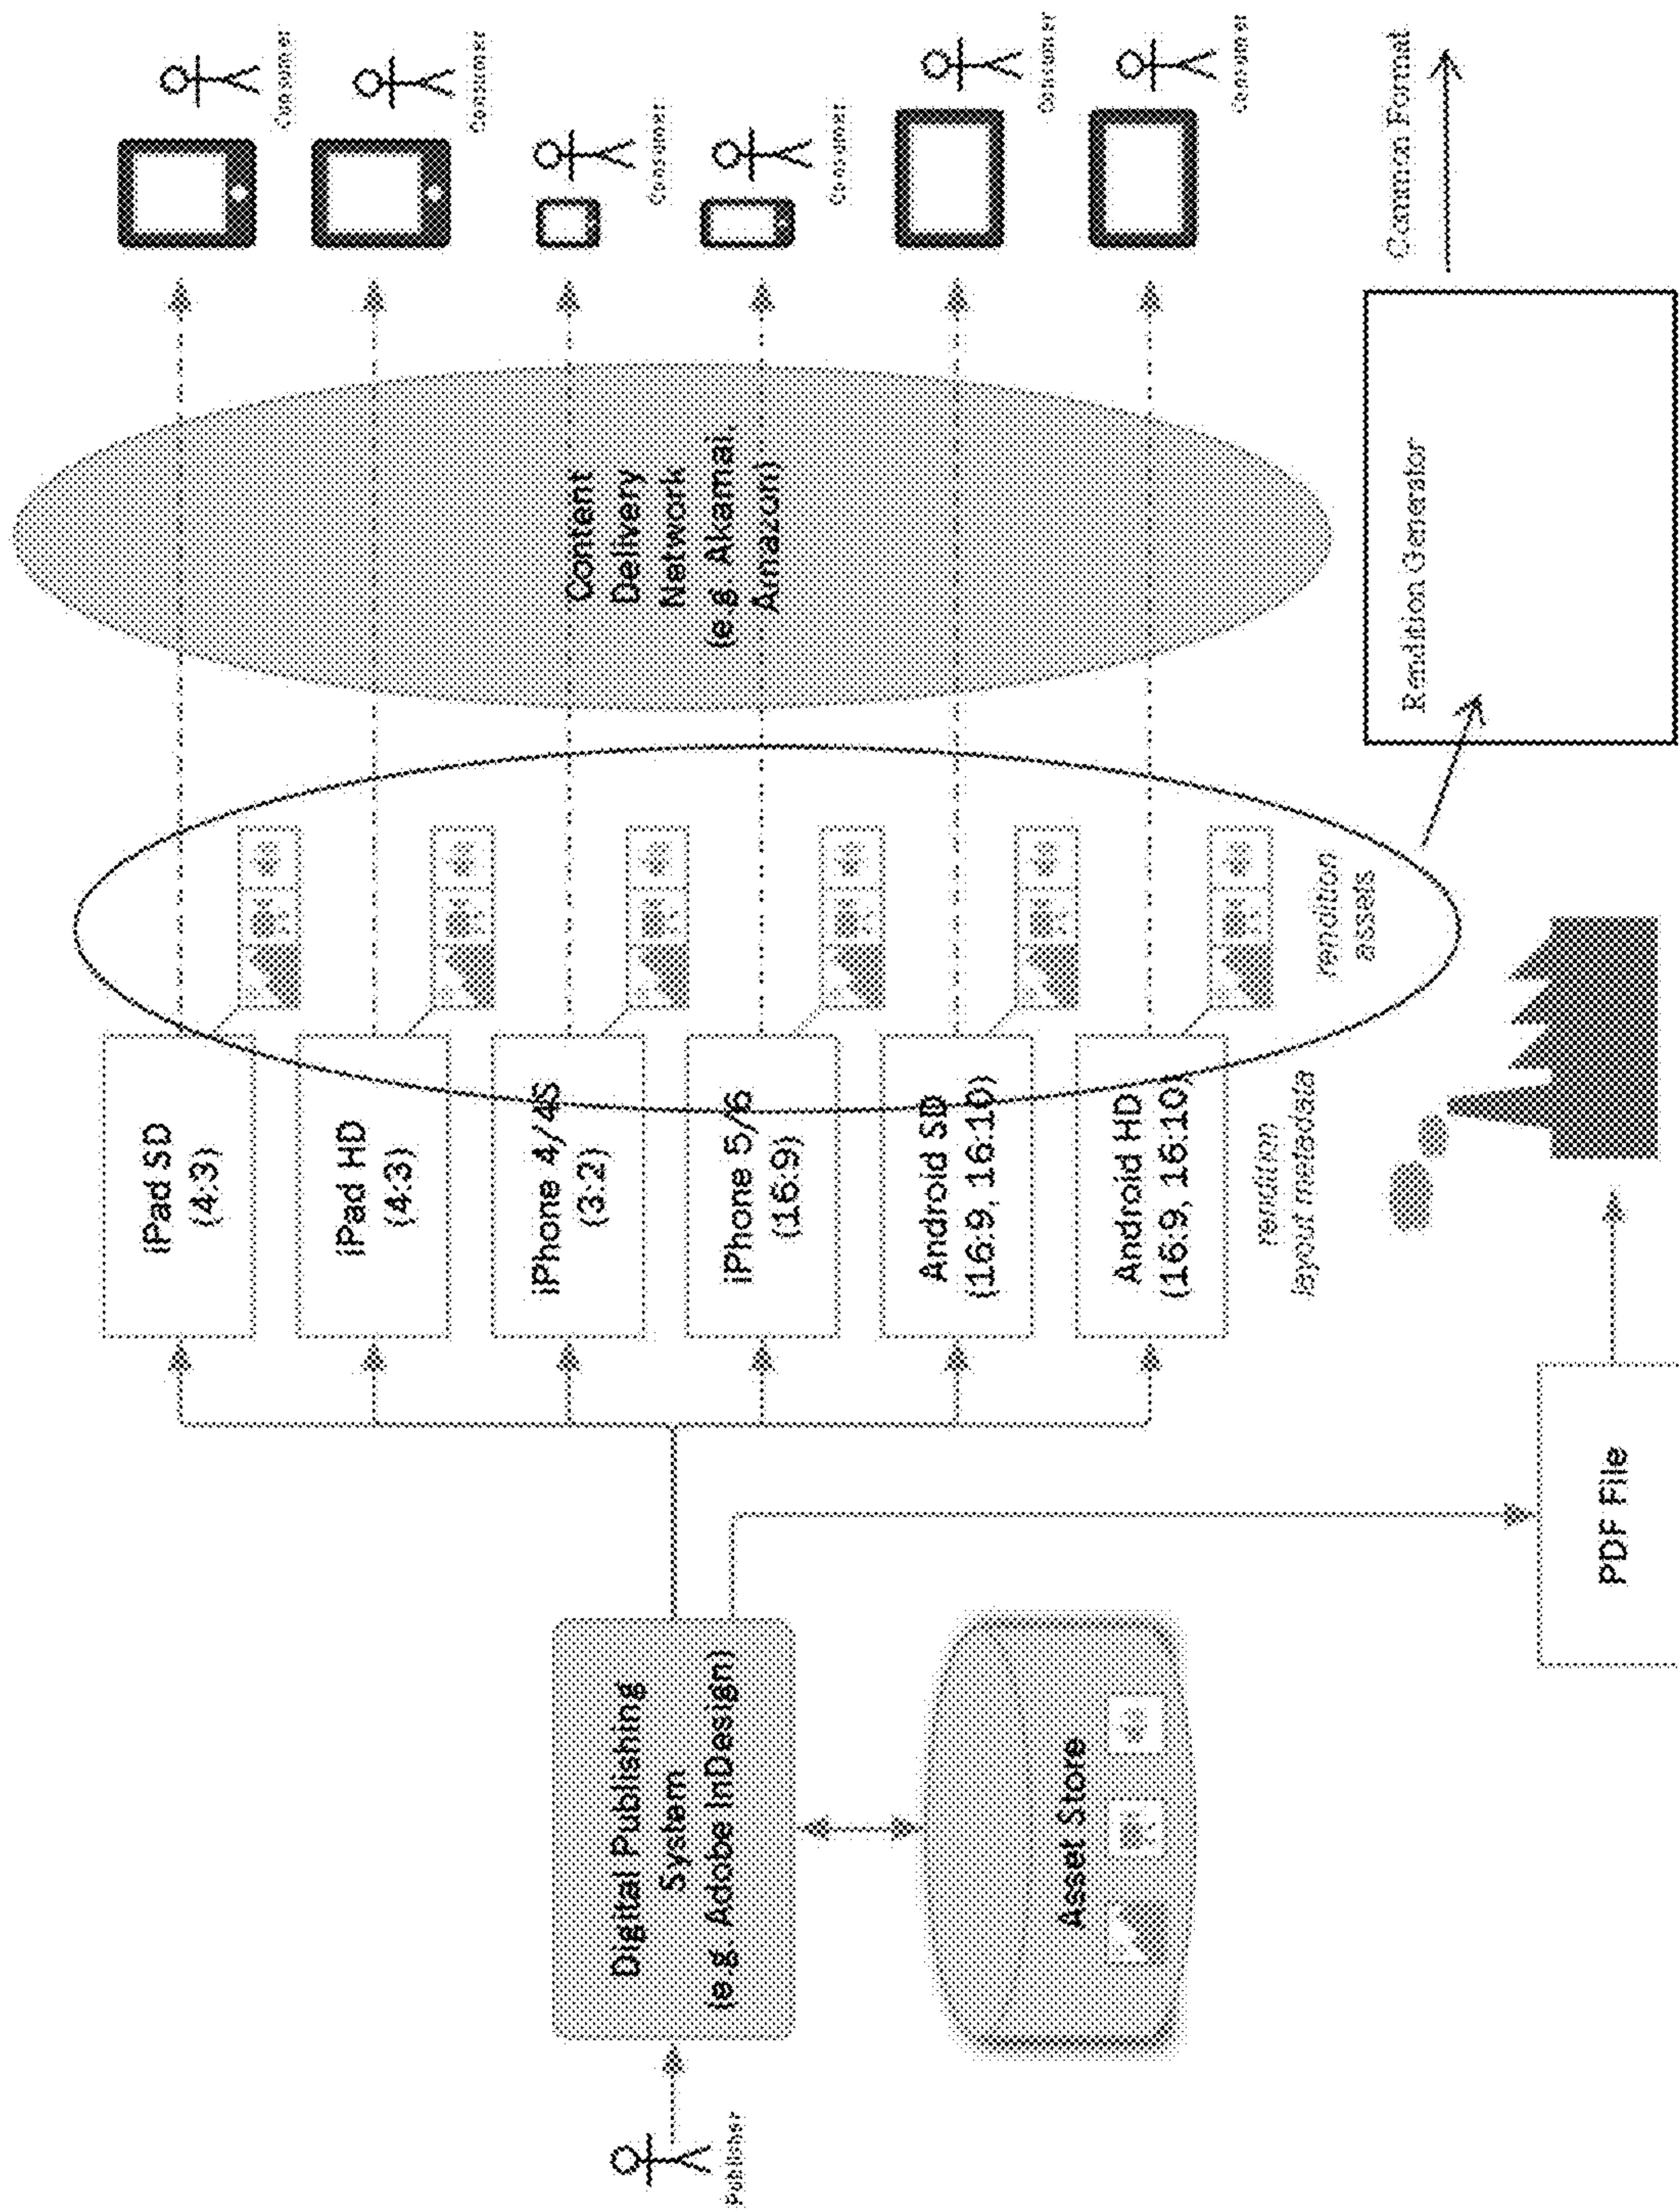 Publisher
Digital Publishing
System
(e.g. Adobe InDesign)
Asset Store
PDF File
iPad SD
(4:3)
iPad HD
(4:3)
iPhone 4/4S
(3:2)
iPhone 5/6
(16:9)
Android SD
(16:9, 16:10)
Android HD
(16:9, 16:10)
rendition
layout metadata
rendition
assets
Content
Delivery
Network
(e.g. Akamai,
Amazon)
Rendition Generator
Common Format
Consumer
Consumer
Consumer
Consumer
Consumer
Consumer